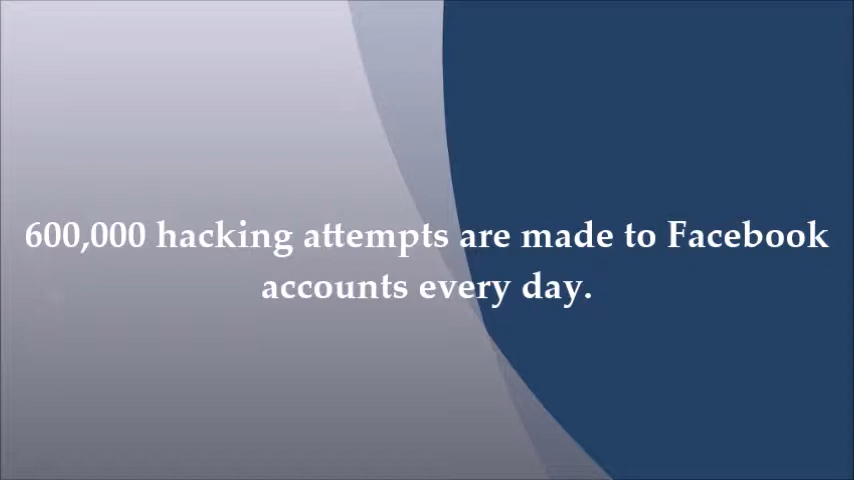 600,000 hacking attempts are made to Facebook
accounts every day.